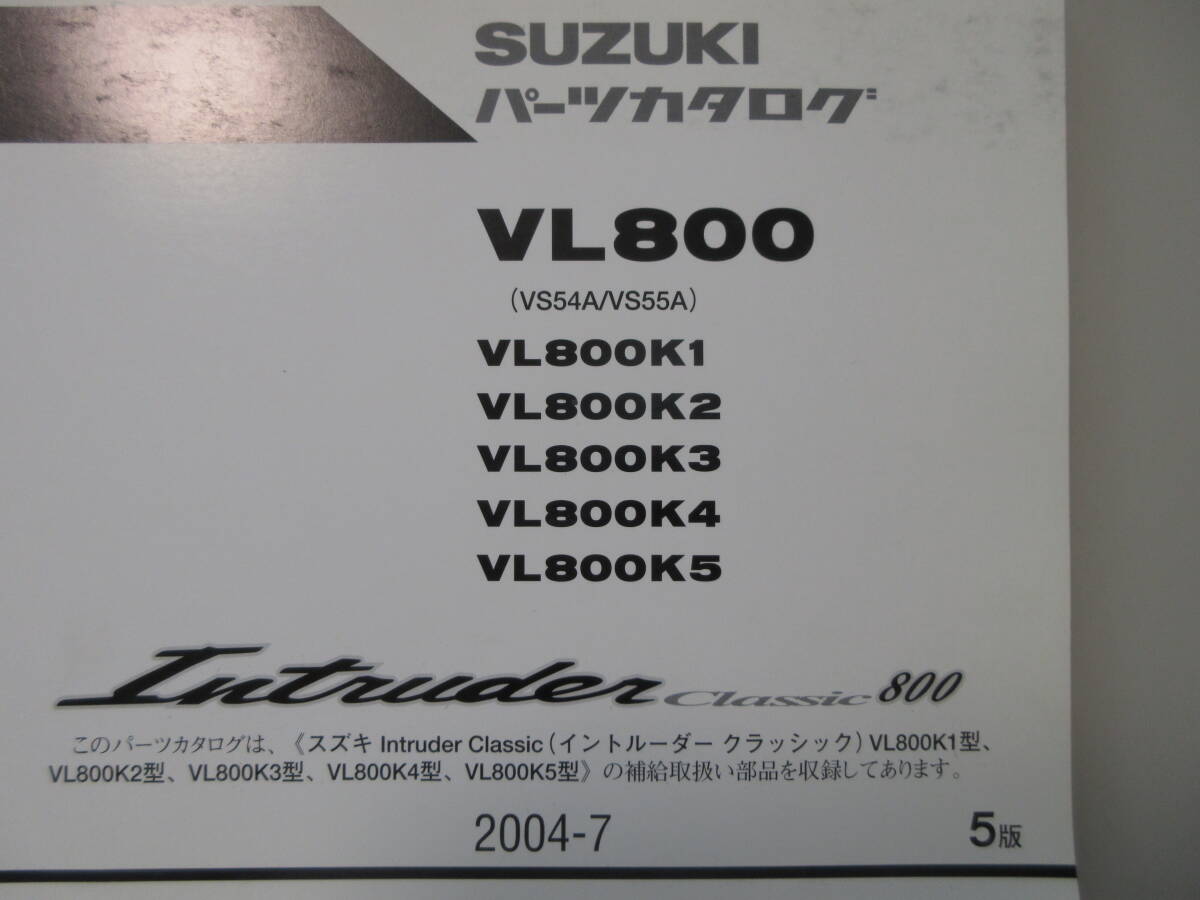 SUZUKI
パーツカタログ
VL800
（VS54A/VS55A）
VL800K1
VL800K2
VL800K3
VL800K4
VL800K5
Intruder Classic 800
このパーツカタログは、《スズキ Intruder Classic（イントルーダー クラッシック）VL800K1型、
VL800K2型、VL800K3型、VL800K4型、VL800K5型》の補給取扱い部品を収録してあります。
2004-7
5版